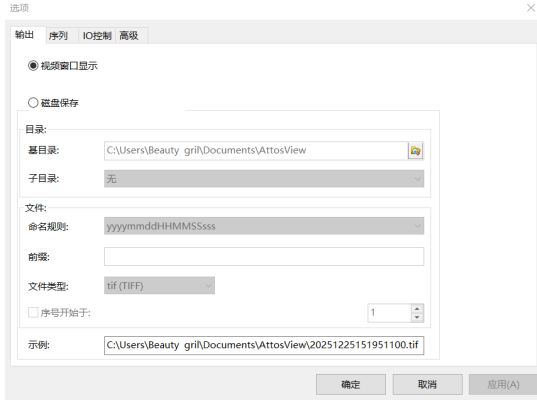 选项
输出 序列 IO控制 高级
视频窗口显示
磁盘保存
目录:
基目录: C:\Users\Beauty gril\Documents\AttosView
子目录: 无
文件:
命名规则: yyyymmddHHMMSSsss
前缀:
文件类型: tif (TIFF)
序号开始于: 1
示例: C:\Users\Beauty gril\Documents\AttosView\20251225151951100.tif
确定 取消 应用(A)